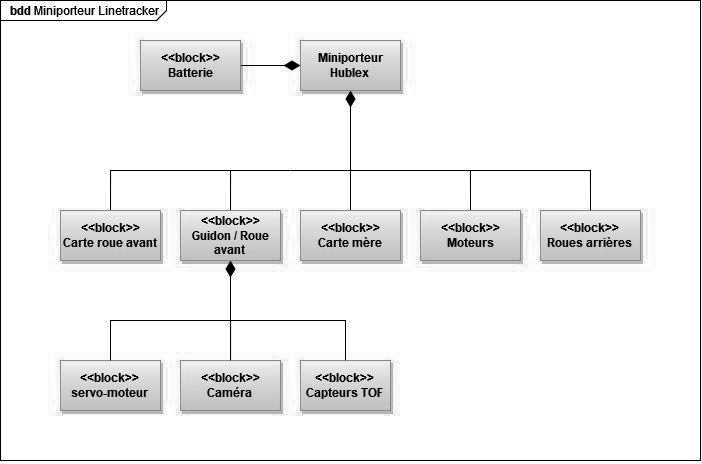 bdd Miniporteur Linetracker
<<block>>
Batterie
Miniporteur
Hublex
<<block>>
Carte roue avant
<<block>>
Guidon / Roue
avant
<<block>>
Carte mère
<<block>>
Moteurs
<<block>>
Roues arrières
<<block>>
servo-moteur
<<block>>
Caméra
<<block>>
Capteurs TOF